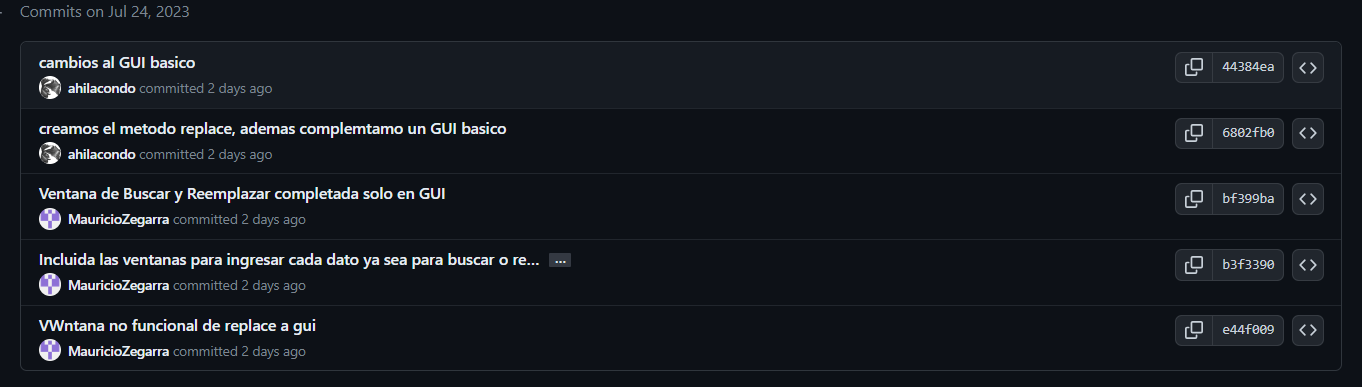 Commits on Jul 24, 2023
cambios al GUI basico
44384ea
ahilacondo committed 2 days ago
creamos el metodo replace, ademas complemtamo un GUI basico
6802fb0
ahilacondo committed 2 days ago
Ventana de Buscar y Reemplazar completada solo en GUI
bf399ba
MauricioZegarra committed 2 days ago
Incluida las ventanas para ingresar cada dato ya sea para buscar o re... ...
b3f3390
MauricioZegarra committed 2 days ago
VWntana no funcional de replace a gui
e44f009
MauricioZegarra committed 2 days ago